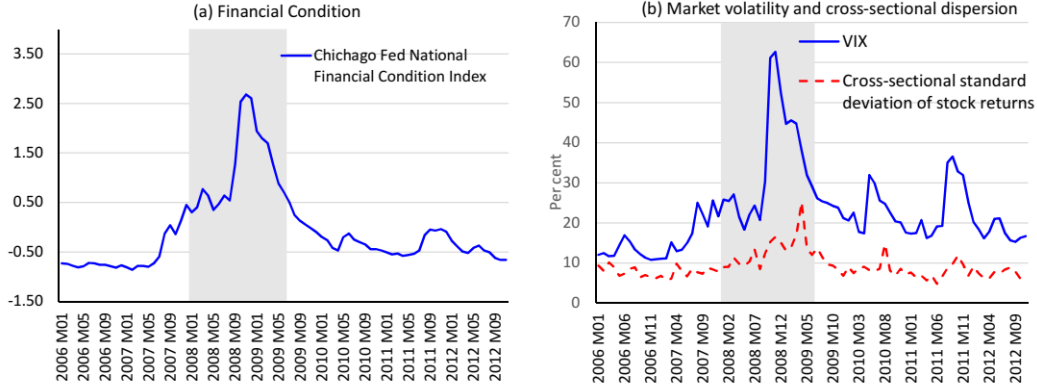 (a) Financial Condition
3.50
2.50
1.50
0.50
-0.50
-1.50
Chichago Fed National
Financial Condition Index
2006 M01
2006 M05
2006 M09
2007 M01
2007 M05
2007 M09
2008 M01
2008 M05
2008 M09
2009 M01
2009 M05
2009 M09
2010 M01
2010 M05
2010 M09
2011 M01
2011 M05
2011 M09
2012 M01
2012 M05
2012 M09
(b) Market volatility and cross-sectional dispersion
Per cent
70
60
50
40
30
20
10
0
VIX
Cross-sectional standard
deviation of stock returns
2006 M01
2006 M06
2006 M11
2007 M04
2007 M09
2008 M02
2008 M07
2008 M12
2009 M05
2009 M10
2010 M03
2010 M08
2011 M01
2011 M06
2011 M11
2012 M04
2012 M09